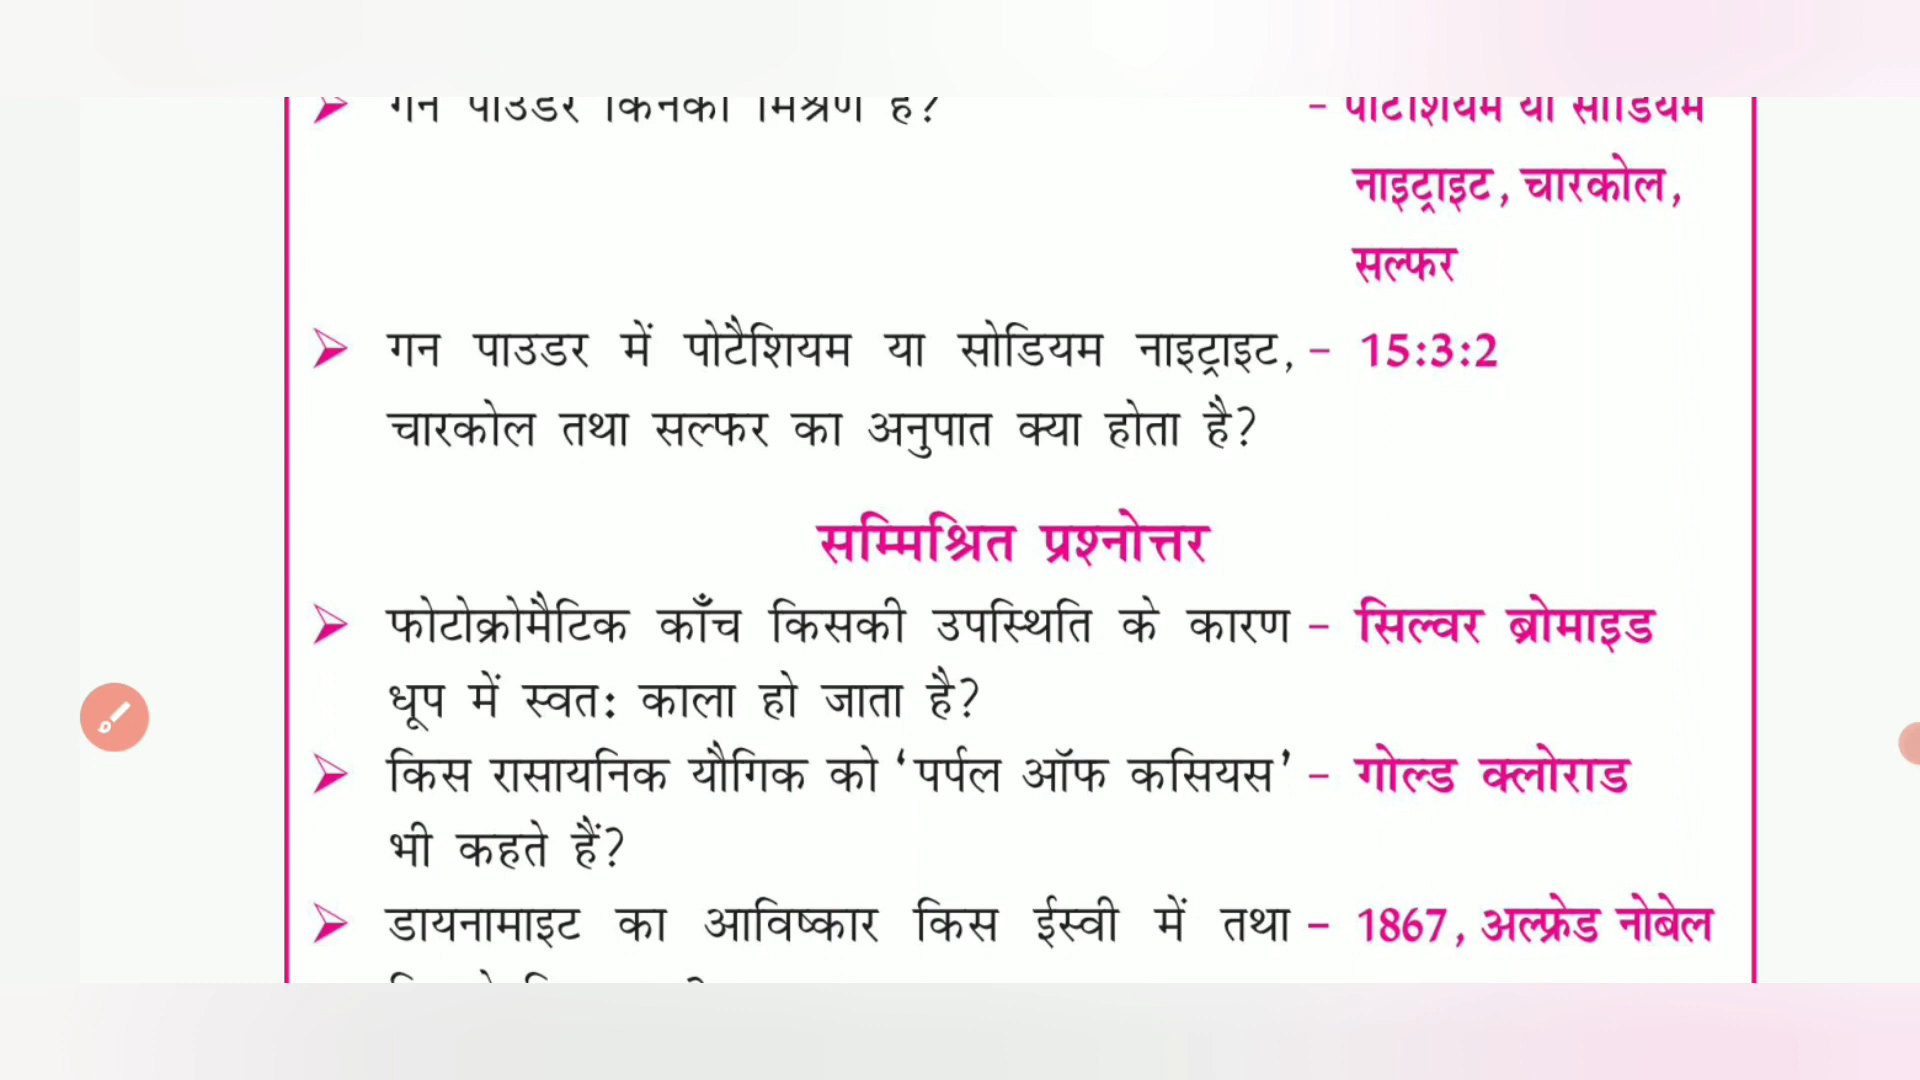 गन पाउडर किनका मिश्रण है? - पोटैशियम या सोडियम
नाइट्राइट, चारकोल,
सल्फर
गन पाउडर में पोटैशियम या सोडियम नाइट्राइट, - 15:3:2
चारकोल तथा सल्फर का अनुपात क्या होता है?
सम्मिश्रित प्रश्नोत्तर
फोटोक्रोमैटिक काँच किसकी उपस्थिति के कारण - सिल्वर ब्रोमाइड
धूप में स्वतः काला हो जाता है?
किस रासायनिक यौगिक को ‘पर्पल ऑफ कसियस’ - गोल्ड क्लोराड
भी कहते हैं?
डायनामाइट का आविष्कार किस ईस्वी में तथा - 1867, अल्फ्रेड नोबेल